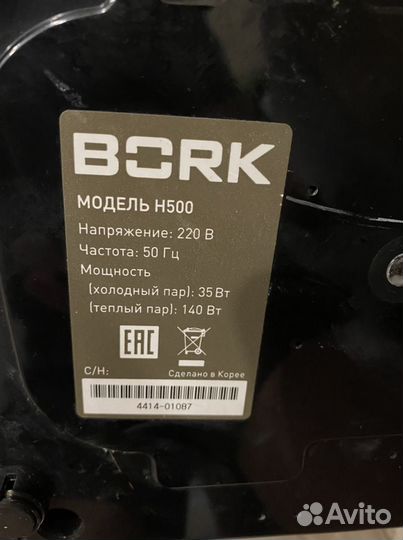 BORK
МОДЕЛЬ H500
Напряжение: 220 В
Частота: 50 Гц
Мощность
(холодный пар): 35 Вт
(теплый пар): 140 Вт
EAC
С/Н:
Сделано в Корее
4414-01087
Avito